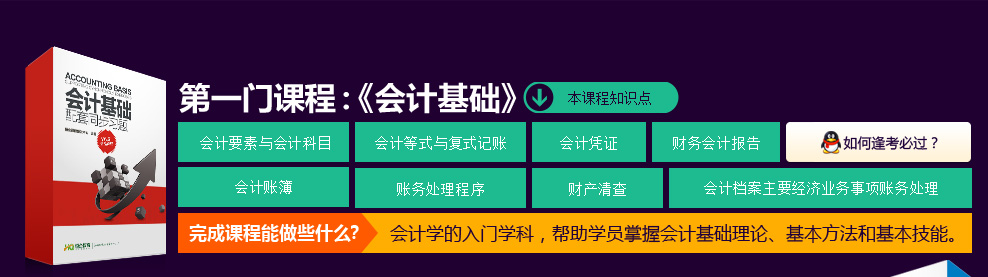 ACCOUNTING BASIS
会计基础
配套同步习题
第一门课程：《会计基础》
本课程知识点
会计要素与会计科目
会计等式与复式记账
会计凭证
财务会计报告
如何逢考必过？
会计账簿
账务处理程序
财产清查
会计档案主要经济业务事项账务处理
完成课程能做些什么?
会计学的入门学科，帮助学员掌握会计基础理论、基本方法和基本技能。